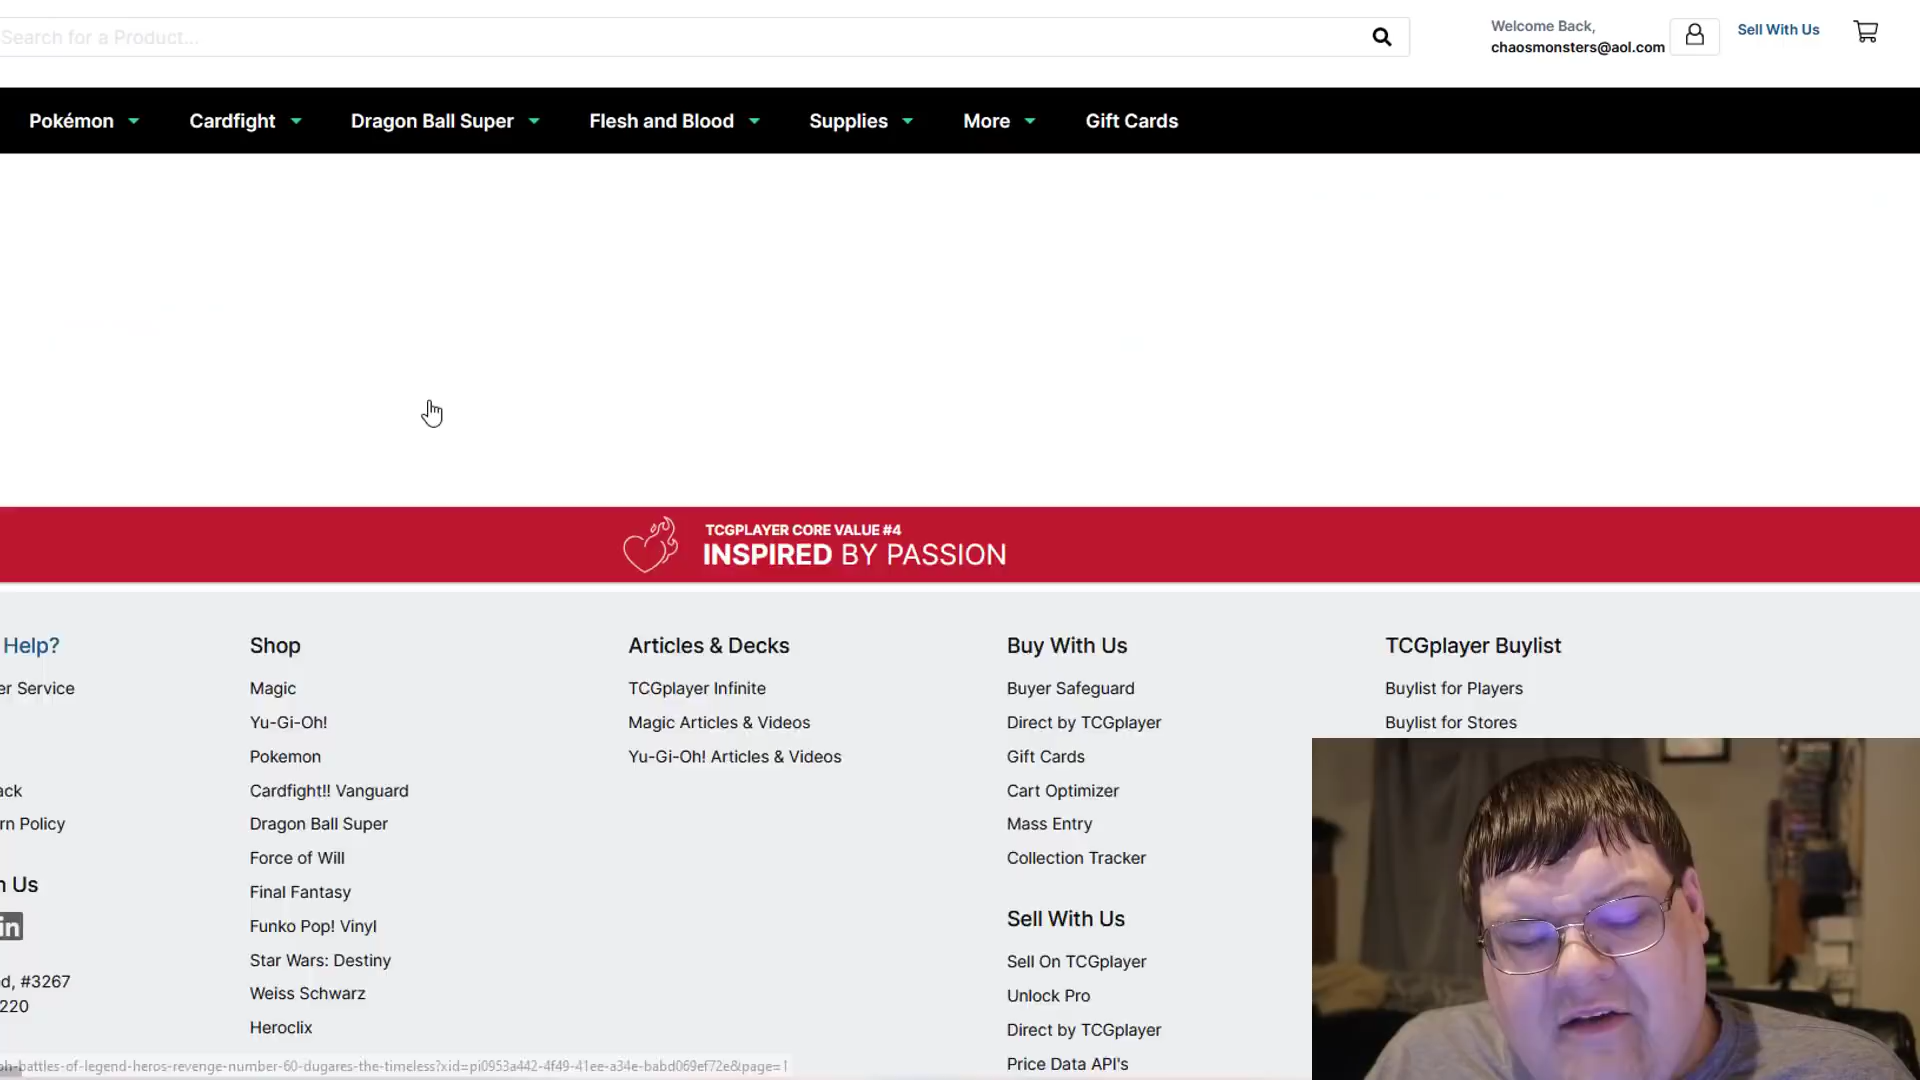 Search for a Product...
Welcome Back,
chaosmonsters@aol.com
Sell With Us
Pokémon
Cardfight
Dragon Ball Super
Flesh and Blood
Supplies
More
Gift Cards
TCGPLAYER CORE VALUE #4
INSPIRED BY PASSION
Help?
er Service
ack
rn Policy
n Us
in
d, #3267
220
Shop
Magic
Yu-Gi-Oh!
Pokemon
Cardfight!! Vanguard
Dragon Ball Super
Force of Will
Final Fantasy
Funko Pop! Vinyl
Star Wars: Destiny
Weiss Schwarz
Heroclix
Articles & Decks
TCGplayer Infinite
Magic Articles & Videos
Yu-Gi-Oh! Articles & Videos
Buy With Us
Buyer Safeguard
Direct by TCGplayer
Gift Cards
Cart Optimizer
Mass Entry
Collection Tracker
Sell With Us
Sell On TCGplayer
Unlock Pro
Direct by TCGplayer
Price Data API's
TCGplayer Buylist
Buylist for Players
Buylist for Stores
oh-battles-of-legend-heros-revenge-number-60-dugares-the-timeless?xid=pi0953a442-4f49-41ee-a34e-babd069ef72e&page=1